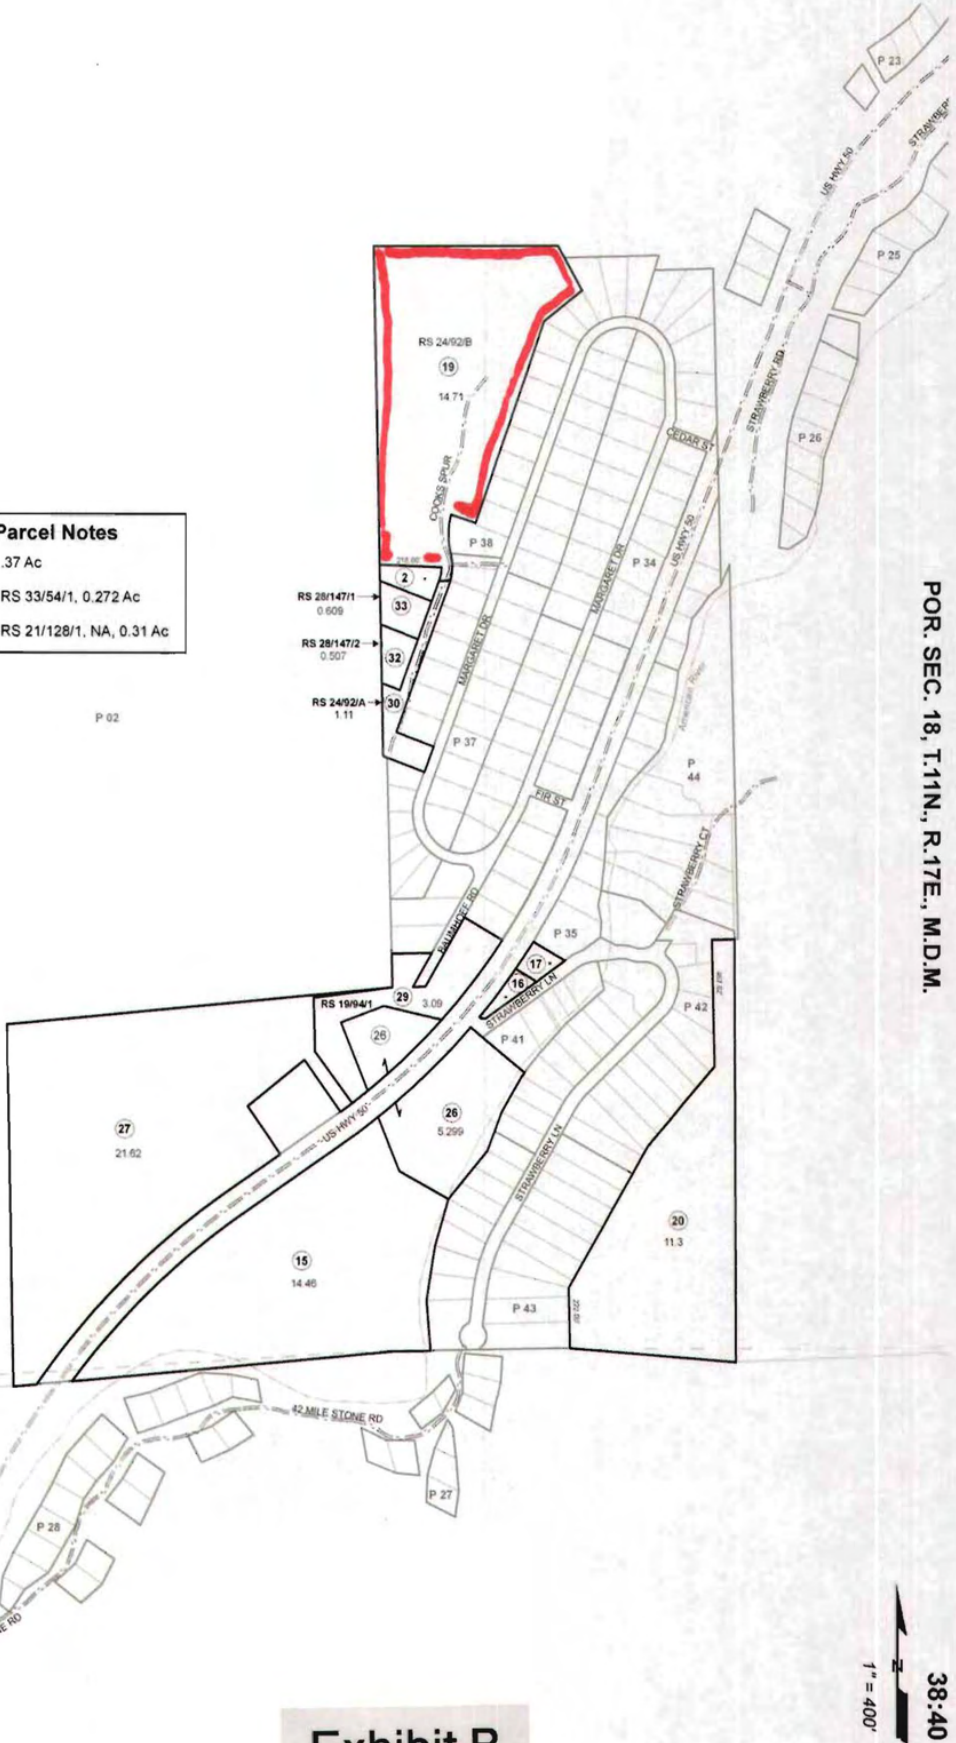 P 23
STRAWBER
US HWY 50
P 25
RS 24/92/B
19
14.71
STRAWBERRY RD
CEDAR ST
P 26
COOKS SPUR
Parcel Notes
.37 Ac
RS 33/54/1, 0.272 Ac
RS 21/128/1, NA, 0.31 Ac
P 38
US HWY 50
P 34
MARGARET DR
2
RS 28/147/1
0.609
33
RS 28/147/2
0.507
32
MARGARET DR
RS 24/92/A
1.11
30
American River
P 02
P 37
P 44
POR. SEC. 18, T.11N., R.17E., M.D.M.
FIR ST
STRAWBERRY CT
BAUMHOFF RD
P 35
17
16
RS 19/94/1
29
3.09
STRAWBERRY LN
P 42
26
P 41
27
21.62
US HWY 50
26
5.299
STRAWBERRY LN
20
11.3
15
14.46
P 43
42 MILE STONE RD
P 27
P 28
NE RD
38:40
1" = 400'
N
Exhibit B